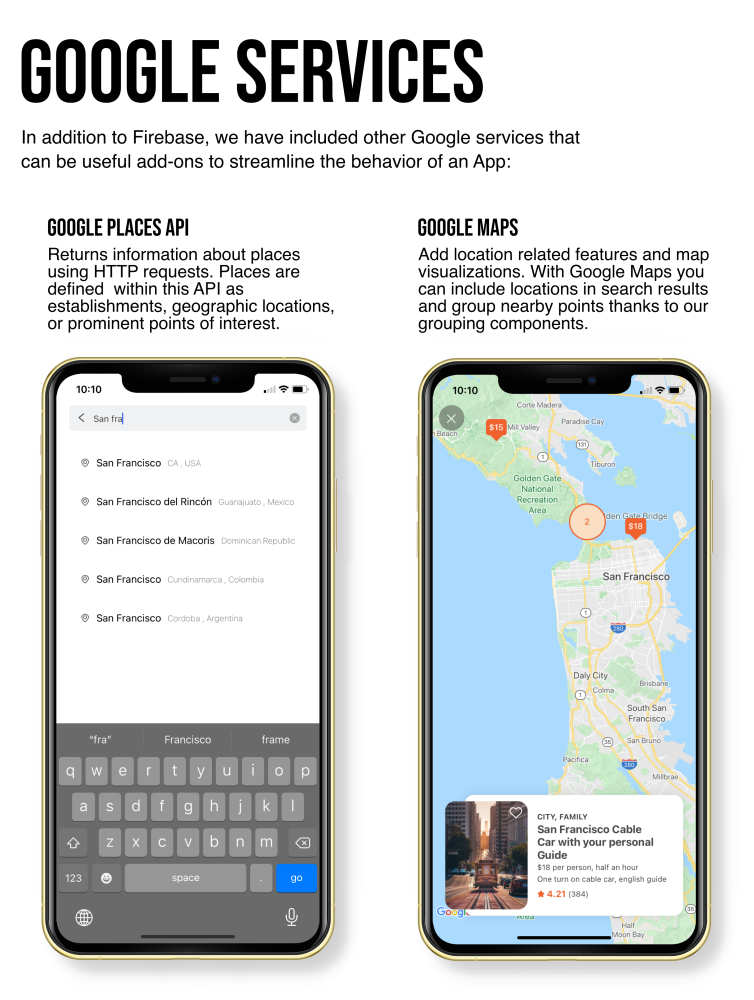 GOOGLE SERVICES
In addition to Firebase, we have included other Google services that
can be useful add-ons to streamline the behavior of an App:
GOOGLE PLACES API
Returns information about places
using HTTP requests. Places are
defined  within this API as
establishments, geographic locations,
or prominent points of interest.
GOOGLE MAPS
Add location related features and map
visualizations. With Google Maps you
can include locations in search results
and group nearby points thanks to our
grouping components.
10:10
San fra
San Francisco CA , USA
San Francisco del Rincón Guanajuato , Mexico
San Francisco de Macoris Dominican Republic
San Francisco Cundinamarca , Colombia
San Francisco Cordoba , Argentina
"fra" Francisco frame
q w e r t y u i o p
a s d f g h j k l
z x c v b n m
123 space . go
10:10
Corte Madera
Paradise Cay
$15 Mill Valley
n Beach
131
1
Tiburon
Golden Gate
National
Recreation
Area
2
lden Gate Bridge
$18
San Francisco
1
280
Daly City
Colma
Brisbane
1
South San
Francisco
35
San Bruno
Pacifica
280
Millbrae
CITY, FAMILY
San Francisco Cable
Car with your personal
Guide
$18 per person, half an hour
One turn on cable car, english guide
4.21 (384)
Google
Area
35
Half
Moon Bay